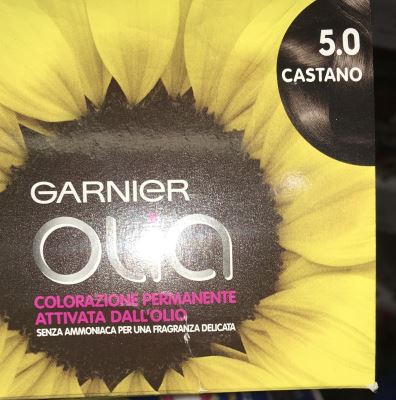 5.0
CASTANO
GARNIER
Olia
COLORAZIONE PERMANENTE
ATTIVATA DALL'OLIO
SENZA AMMONIACA PER UNA FRAGRANZA DELICATA